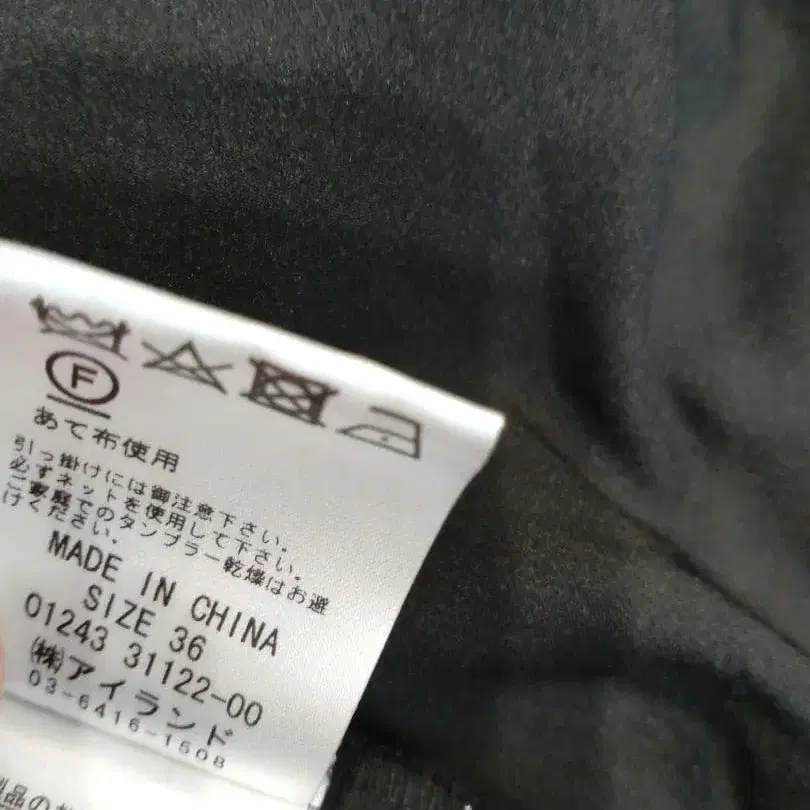 F
あて布使用
引っ掛けには御注意下さい。
必ずネットを使用して下さい。
ご家庭でのタンブラー乾燥はお避
けください。
MADE IN CHINA
SIZE 36
01243 31122-00
㈱アイランド
03-6416-1508